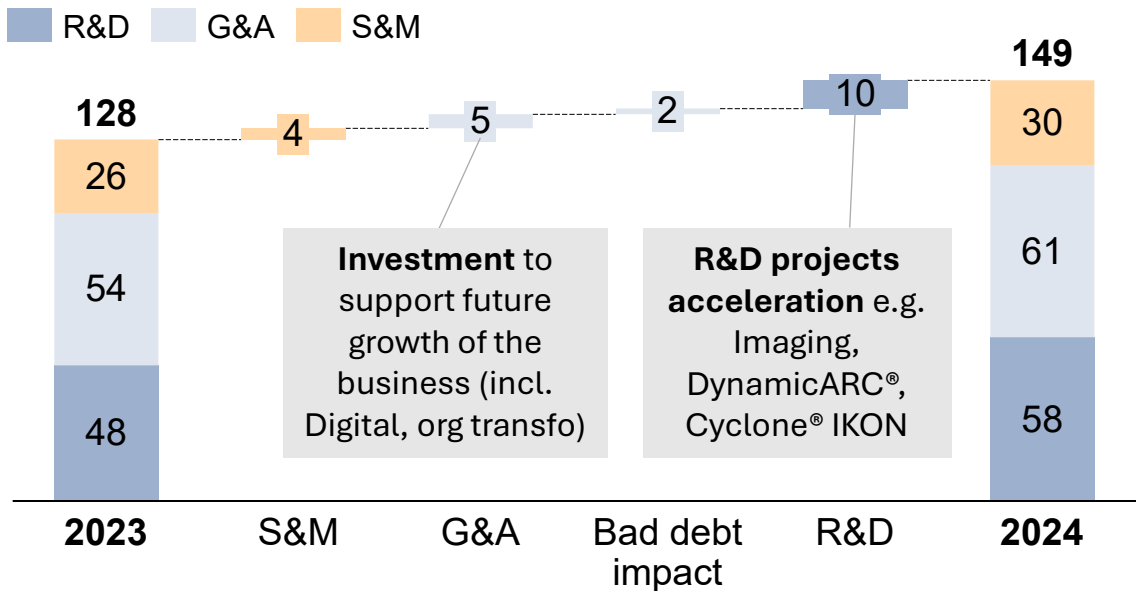 R&D G&A S&M
128
26
54
48
4
5
2
10
149
30
61
58
Investment to
support future
growth of the
business (incl.
Digital, org transfo)
R&D projects
acceleration e.g.
Imaging,
DynamicARC®,
Cyclone® IKON
2023 S&M G&A Bad debt R&D 2024
impact